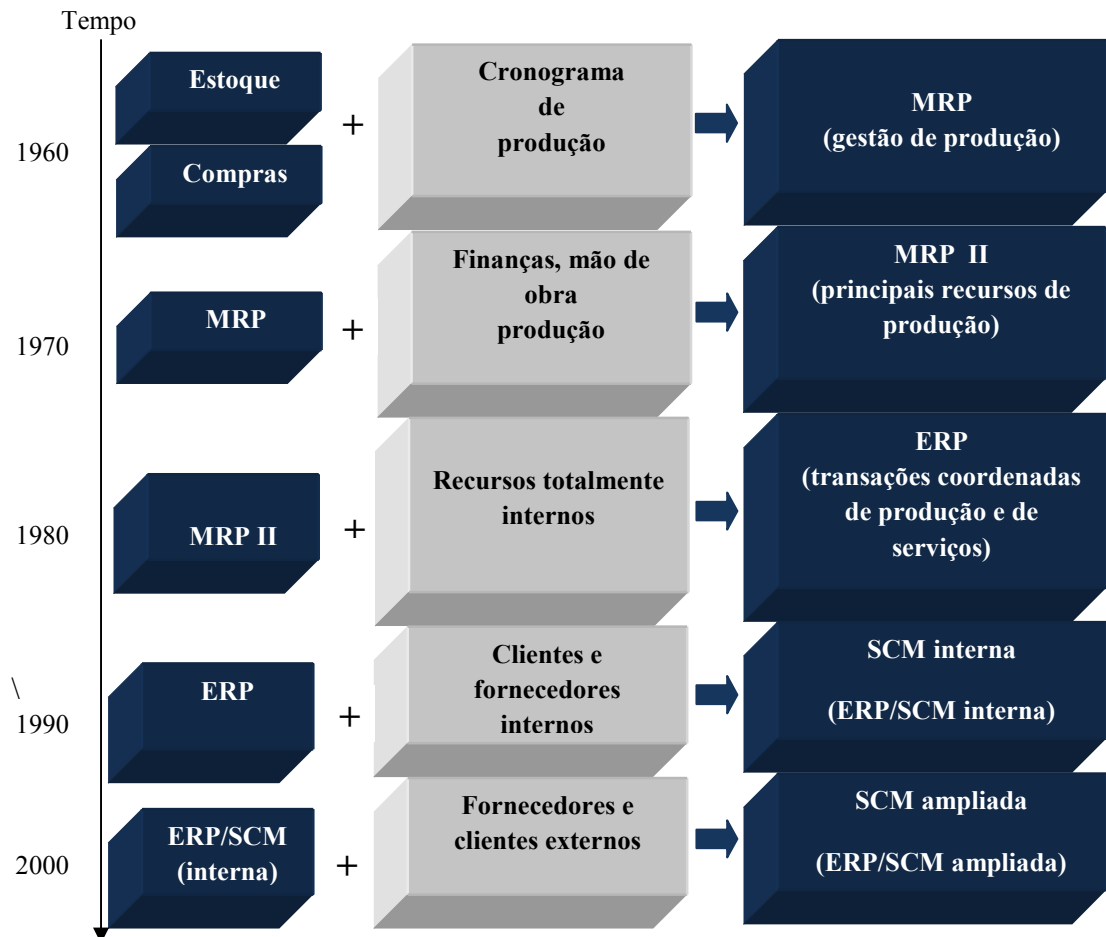 Tempo
1960
Estoque
Compras
+
Cronograma
de
produção
MRP
(gestão de produção)
1970
MRP
+
Finanças, mão de
obra
produção
MRP II
(principais recursos de
produção)
1980
MRP II
+
Recursos totalmente
internos
ERP
(transações coordenadas
de produção e de
serviços)
\
1990
ERP
+
Clientes e
fornecedores
internos
SCM interna
(ERP/SCM interna)
2000
ERP/SCM
(interna)
+
Fornecedores e
clientes externos
SCM ampliada
(ERP/SCM ampliada)